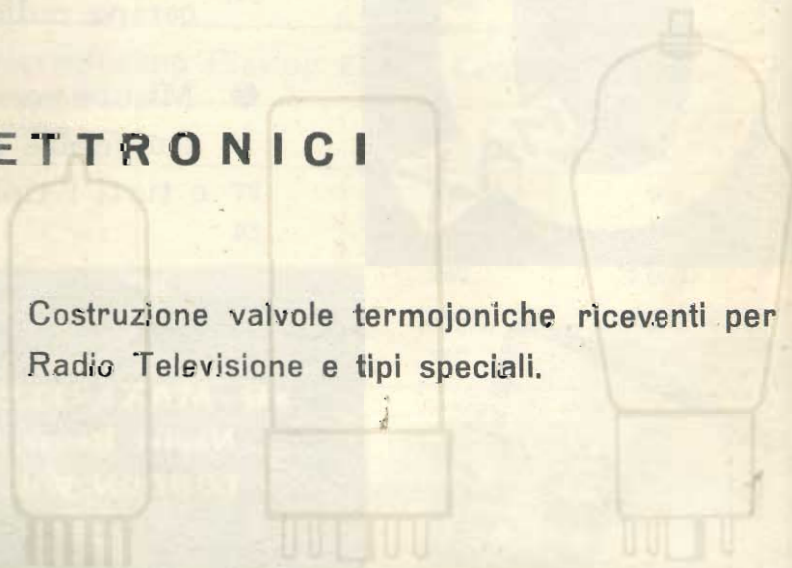 ETTRONICI
Costruzione valvole termojoniche riceventi per
Radio Televisione e tipi speciali.